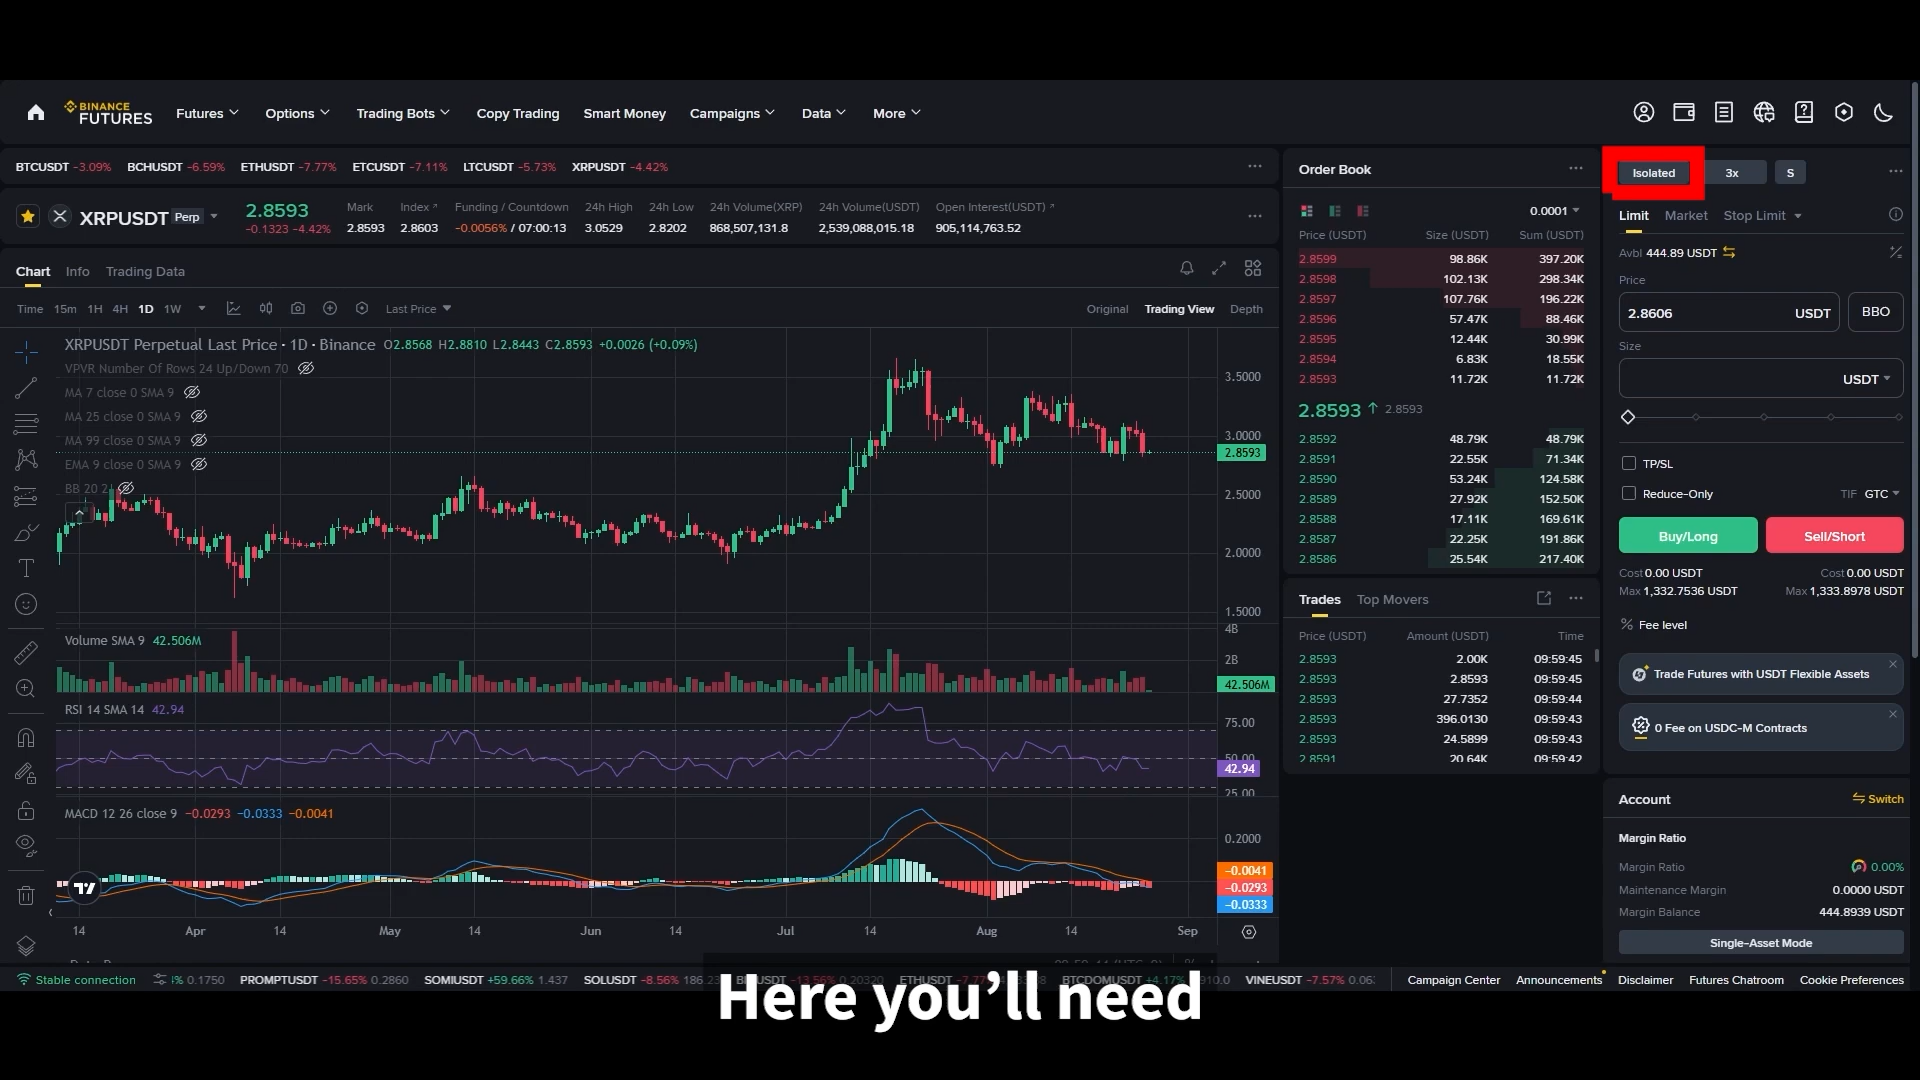 BINANCE
FUTURES
Futures
Options
Trading Bots
Copy Trading
Smart Money
Campaigns
Data
More
BTCUSDT -3.09% BCHUSDT -6.59% ETHUSDT -7.77% ETCUSDT -7.11% LTCUSDT -5.73% XRPUSDT -4.42%
XRPUSDT Perp
2.8593
-0.1323 -4.42%
Mark
2.8593
Index
2.8603
Funding / Countdown
-0.0056% / 07:00:13
24h High
3.0529
24h Low
2.8202
24h Volume(XRP)
868,507,131.8
24h Volume(USDT)
2,539,088,015.18
Open Interest(USDT)
905,114,763.52
Chart Info Trading Data
Time 15m 1H 4H 1D 1W Last Price
Original Trading View Depth
XRPUSDT Perpetual Last Price · 1D · Binance O2.8568 H2.8810 L2.8443 C2.8593 +0.0026 (+0.09%)
VPVR Number Of Rows 24 Up/Down 70
MA 7 close 0 SMA 9
MA 25 close 0 SMA 9
MA 99 close 0 SMA 9
EMA 9 close 0 SMA 9
BB 20 2
3.5000
3.0000
2.8593
2.5000
2.0000
1.5000
Volume SMA 9 42.506M
4B
2B
42.506M
RSI 14 SMA 14 42.94
75.00
50.00
42.94
25.00
MACD 12 26 close 9 -0.0293 -0.0333 -0.0041
0.2000
-0.0041
-0.0293
-0.0333
14 Apr 14 May 14 Jun 14 Jul 14 Aug 14 Sep
Order Book
0.0001
Price (USDT) Size (USDT) Sum (USDT)
2.8599 98.86K 397.20K
2.8598 102.13K 298.34K
2.8597 107.76K 196.22K
2.8596 57.47K 88.46K
2.8595 12.44K 30.99K
2.8594 6.83K 18.55K
2.8593 11.72K 11.72K
2.8593 ↑ 2.8593
2.8592 48.79K 48.79K
2.8591 22.55K 71.34K
2.8590 53.24K 124.58K
2.8589 27.92K 152.50K
2.8588 17.11K 169.61K
2.8587 22.25K 191.86K
2.8586 25.54K 217.40K
Trades Top Movers
Price (USDT) Amount (USDT) Time
2.8593 2.00K 09:59:45
2.8593 2.8593 09:59:45
2.8593 27.7352 09:59:44
2.8593 396.0130 09:59:43
2.8593 24.5899 09:59:43
2.8591 20.64K 09:59:42
Isolated 3x S
Limit Market Stop Limit
Avbl 444.89 USDT
Price
2.8606 USDT BBO
Size
USDT
TP/SL
Reduce-Only TIF GTC
Buy/Long Sell/Short
Cost 0.00 USDT Cost 0.00 USDT
Max 1,332.7536 USDT Max 1,333.8978 USDT
% Fee level
Trade Futures with USDT Flexible Assets
0 Fee on USDC-M Contracts
Account Switch
Margin Ratio
Margin Ratio 0.00%
Maintenance Margin 0.0000 USDT
Margin Balance 444.8939 USDT
Single-Asset Mode
Stable connection
0.1750 PROMPTUSDT -15.65% 0.2860 SOMIUSDT +59.66% 1.437 SOLUSDT -8.56% VINEUSDT -7.57%
Campaign Center Announcements Disclaimer Futures Chatroom Cookie Preferences
Here you'll need